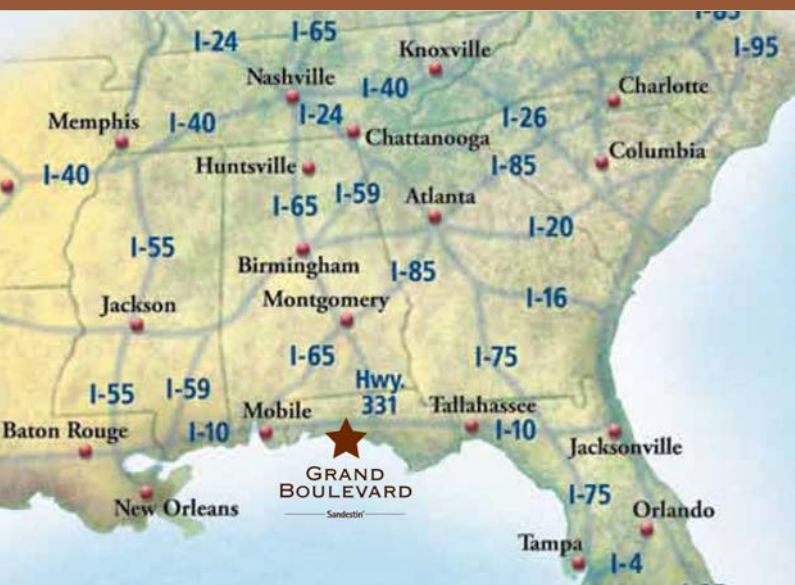 I-85
I-24
I-65
I-95
Knoxville
Nashville
I-40
Charlotte
Memphis
I-40
I-24
I-26
Chattanooga
Columbia
Huntsville
I-85
I-40
I-59
Atlanta
I-65
I-20
I-55
Birmingham
I-85
Jackson
Montgomery
I-16
I-65
I-75
Hwy.
331
I-55
I-59
Mobile
Tallahassee
Baton Rouge
I-10
I-10
Jacksonville
GRAND
BOULEVARD
Sandestin
New Orleans
I-75
Orlando
Tampa
I-4